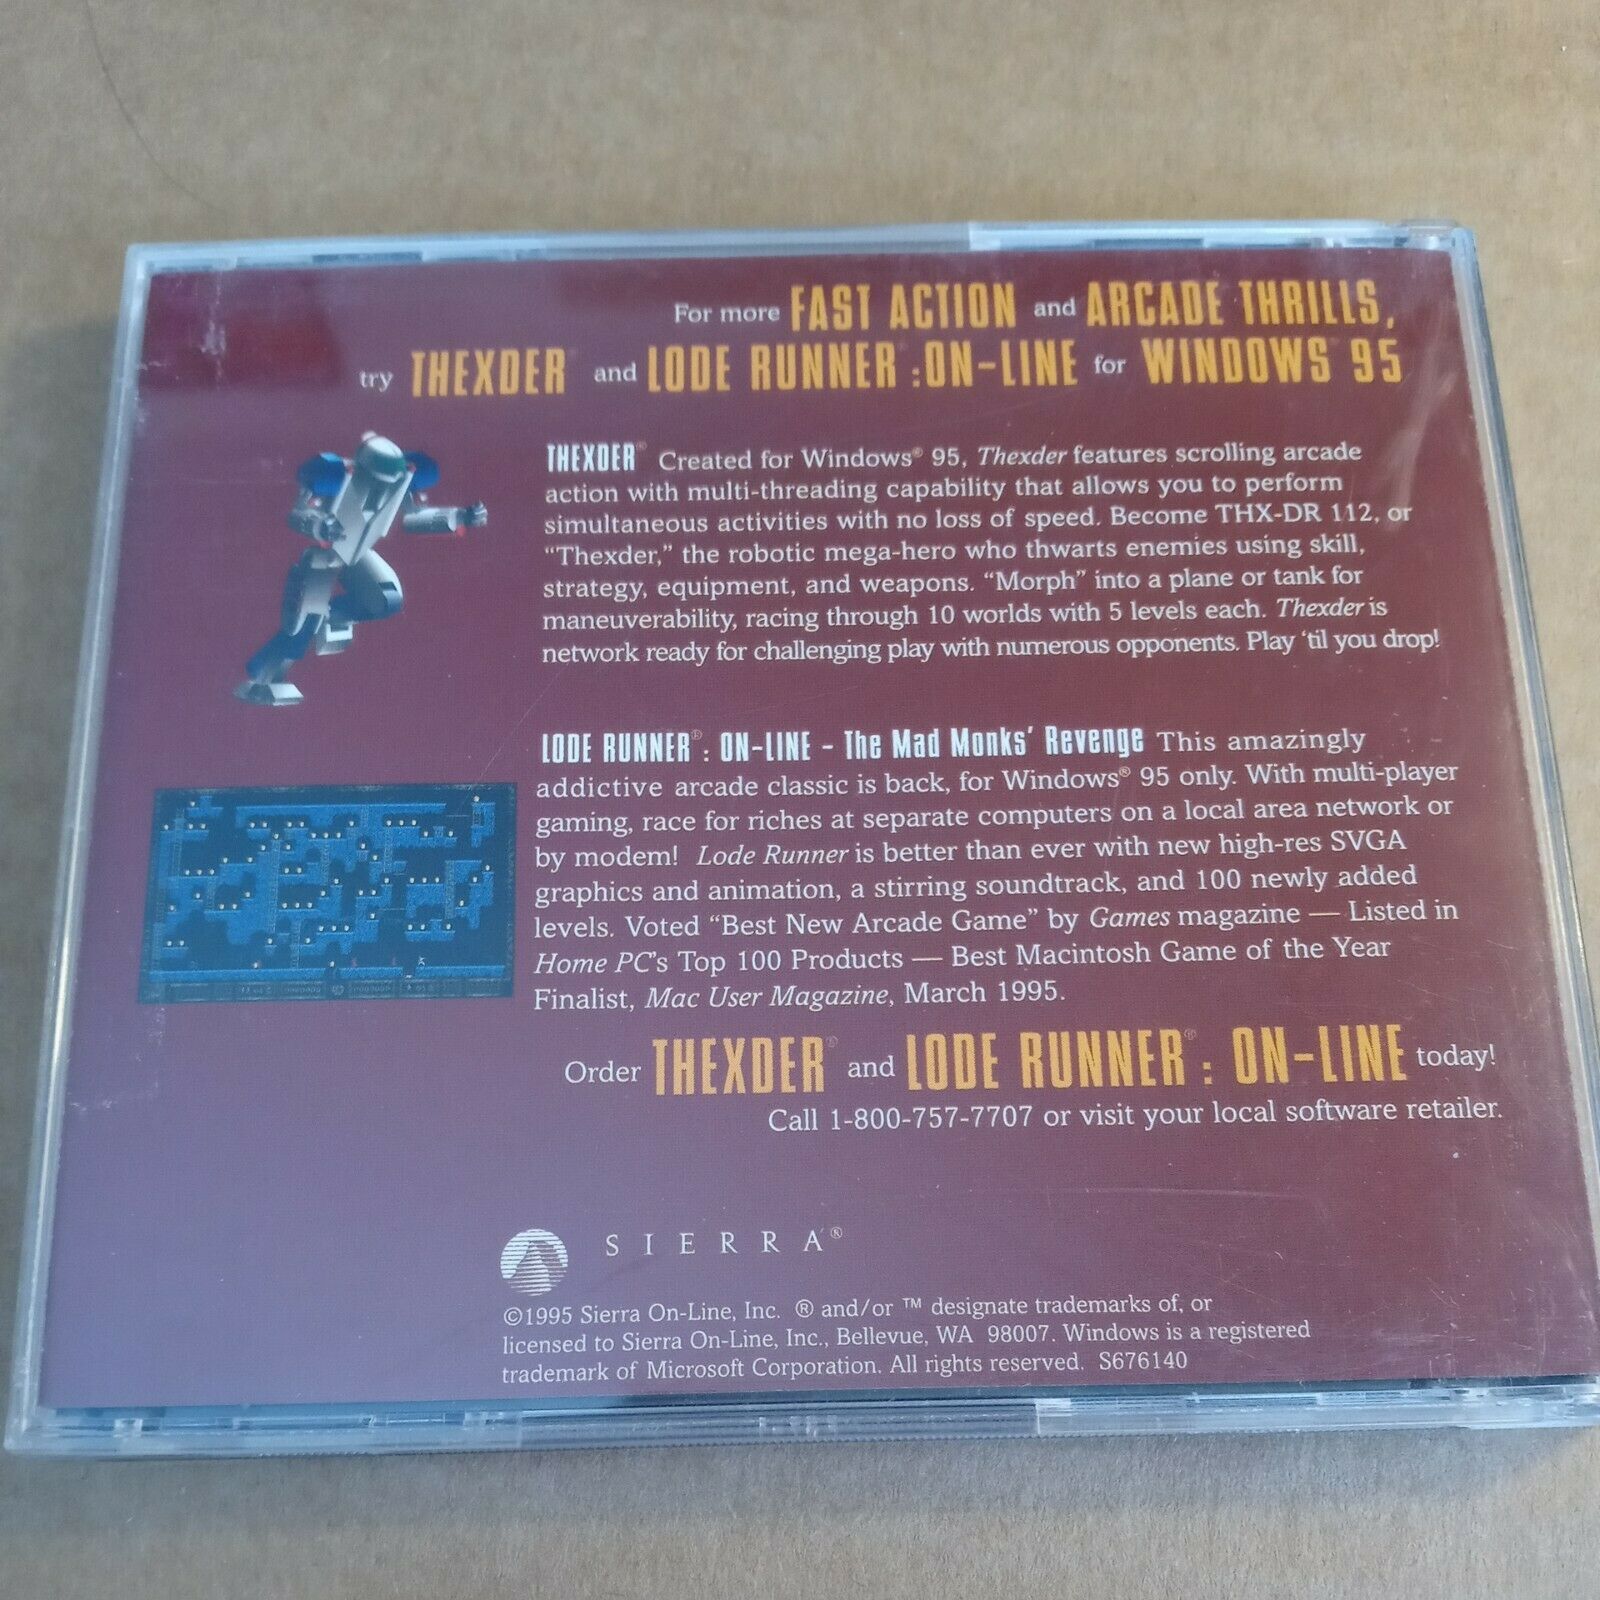 For more FAST ACTION and ARCADE THRILLS,
try THEXDER® and LODE RUNNER®:ON-LINE for WINDOWS® 95
THEXDER® Created for Windows® 95, Thexder features scrolling arcade
action with multi-threading capability that allows you to perform
simultaneous activities with no loss of speed. Become THX-DR 112, or
“Thexder,” the robotic mega-hero who thwarts enemies using skill,
strategy, equipment, and weapons. “Morph” into a plane or tank for
maneuverability, racing through 10 worlds with 5 levels each. Thexder is
network ready for challenging play with numerous opponents. Play ‘til you drop!
LODE RUNNER®: ON-LINE - The Mad Monks’ Revenge This amazingly
addictive arcade classic is back, for Windows® 95 only. With multi-player
gaming, race for riches at separate computers on a local area network or
by modem! Lode Runner is better than ever with new high-res SVGA
graphics and animation, a stirring soundtrack, and 100 newly added
levels. Voted “Best New Arcade Game” by Games magazine — Listed in
Home PC’s Top 100 Products — Best Macintosh Game of the Year
Finalist, Mac User Magazine, March 1995.
Order THEXDER® and LODE RUNNER®: ON-LINE today!
Call 1-800-757-7707 or visit your local software retailer.
SIERRA®
©1995 Sierra On-Line, Inc. ® and/or ™ designate trademarks of, or
licensed to Sierra On-Line, Inc., Bellevue, WA 98007. Windows is a registered
trademark of Microsoft Corporation. All rights reserved. S676140